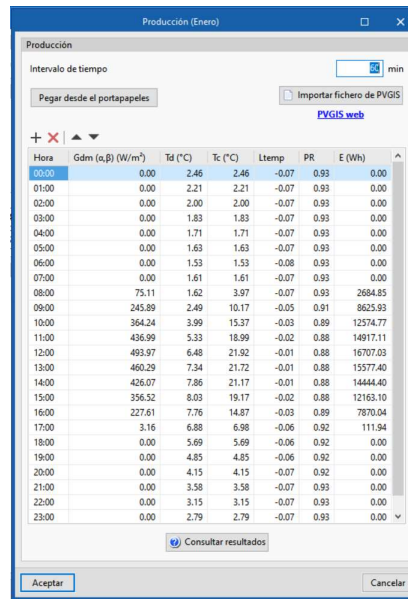 Producción (Enero)
Producción
Intervalo de tiempo 60 min
Pegar desde el portapapeles Importar fichero de PVGIS
PVGIS web
Hora Gdm (α,β) (W/m²) Td (°C) Tc (°C) Ltemp PR E (Wh)
00:00 0.00 2.46 2.46 -0.07 0.93 0.00
01:00 0.00 2.21 2.21 -0.07 0.93 0.00
02:00 0.00 2.00 2.00 -0.07 0.93 0.00
03:00 0.00 1.83 1.83 -0.07 0.93 0.00
04:00 0.00 1.71 1.71 -0.07 0.93 0.00
05:00 0.00 1.63 1.63 -0.07 0.93 0.00
06:00 0.00 1.53 1.53 -0.08 0.93 0.00
07:00 0.00 1.61 1.61 -0.07 0.93 0.00
08:00 75.11 1.62 3.97 -0.07 0.93 2684.85
09:00 245.89 2.49 10.17 -0.05 0.91 8625.93
10:00 364.24 3.99 15.37 -0.03 0.89 12574.77
11:00 436.99 5.33 18.99 -0.02 0.88 14917.11
12:00 493.97 6.48 21.92 -0.01 0.88 16707.03
13:00 460.29 7.34 21.72 -0.01 0.88 15577.40
14:00 426.07 7.86 21.17 -0.01 0.88 14444.40
15:00 356.52 8.03 19.17 -0.02 0.88 12163.10
16:00 227.61 7.76 14.87 -0.03 0.89 7870.04
17:00 3.16 6.88 6.98 -0.06 0.92 111.94
18:00 0.00 5.69 5.69 -0.06 0.92 0.00
19:00 0.00 4.85 4.85 -0.06 0.92 0.00
20:00 0.00 4.15 4.15 -0.07 0.92 0.00
21:00 0.00 3.58 3.58 -0.07 0.93 0.00
22:00 0.00 3.15 3.15 -0.07 0.93 0.00
23:00 0.00 2.79 2.79 -0.07 0.93 0.00
Consultar resultados
Aceptar Cancelar